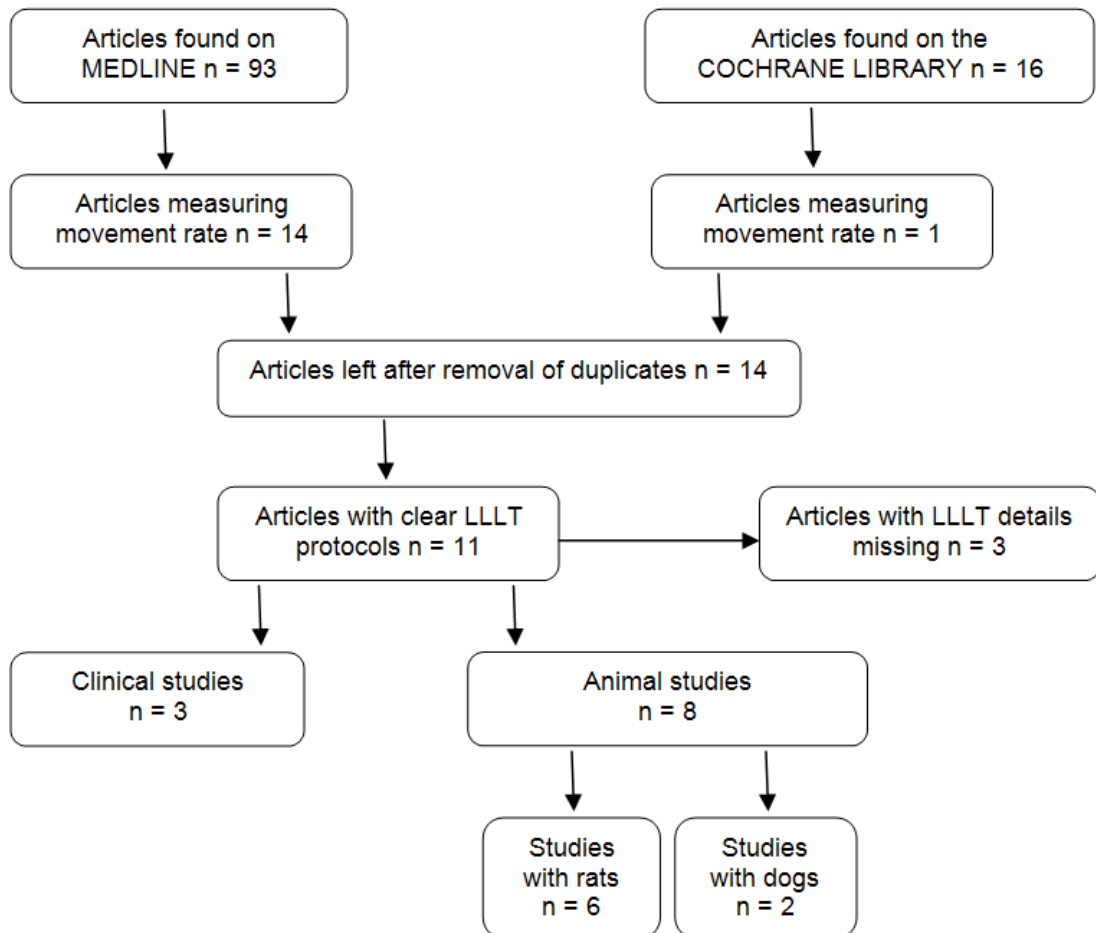 Articles found on
MEDLINE n = 93
Articles found on the
COCHRANE LIBRARY n = 16
Articles measuring
movement rate n = 14
Articles measuring
movement rate n = 1
Articles left after removal of duplicates n = 14
Articles with clear LLLT
protocols n = 11
Articles with LLLT details
missing n = 3
Clinical studies
n = 3
Animal studies
n = 8
Studies
with rats
n = 6
Studies
with dogs
n = 2